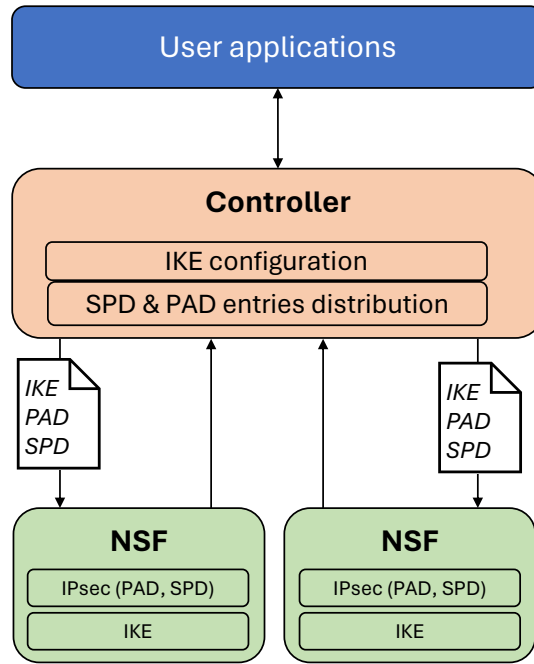 User applications
Controller
IKE configuration
SPD & PAD entries distribution
IKE
PAD
SPD
IKE
PAD
SPD
NSF
IPsec (PAD, SPD)
IKE
NSF
IPsec (PAD, SPD)
IKE